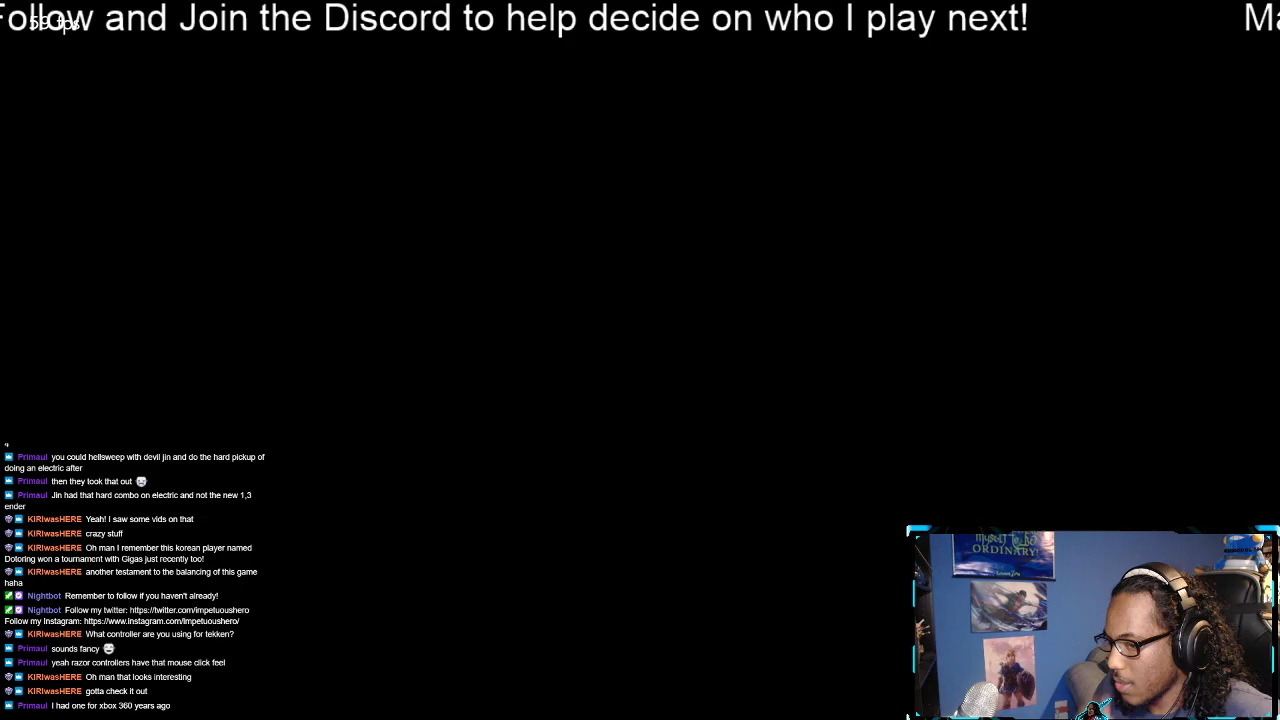 Follow and Join the Discord to help decide on who I play next!
59 fps
Primaul you could hellsweep with devil jin and do the hard pickup of
doing an electric after
Primaul then they took that out
Primaul Jin had that hard combo on electric and not the new 1,3
ender
KIRIwasHERE Yeah! I saw some vids on that
KIRIwasHERE crazy stuff
KIRIwasHERE Oh man I remember this korean player named
Dotoring won a tournament with Gigas just recently too!
KIRIwasHERE another testament to the balancing of this game
haha
Nightbot Remember to follow if you haven't already!
Nightbot Follow my twitter: https://twitter.com/impetuoushero
Follow my Instagram: https://www.instagram.com/impetuoushero/
KIRIwasHERE What controller are you using for tekken?
Primaul sounds fancy
Primaul yeah razor controllers have that mouse click feel
KIRIwasHERE Oh man that looks interesting
KIRIwasHERE gotta check it out
Primaul I had one for xbox 360 years ago
myself to be
ORDINARY!